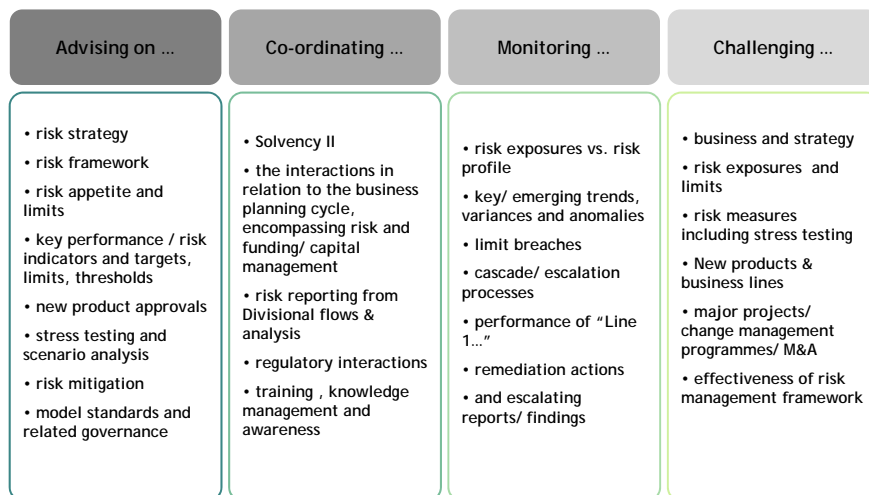 Advising on ...
Co-ordinating ...
Monitoring ...
Challenging ...
• risk strategy
• risk framework
• risk appetite and
limits
• key performance / risk
indicators and targets,
limits, thresholds
• new product approvals
• stress testing and
scenario analysis
• risk mitigation
• model standards and
related governance
• Solvency II
• the interactions in
relation to the business
planning cycle,
encompassing risk and
funding/ capital
management
• risk reporting from
Divisional flows &
analysis
• regulatory interactions
• training , knowledge
management and
awareness
• risk exposures vs. risk
profile
• key/ emerging trends,
variances and anomalies
• limit breaches
• cascade/ escalation
processes
• performance of “Line
1...”
• remediation actions
• and escalating
reports/ findings
• business and strategy
• risk exposures and
limits
• risk measures
including stress testing
• New products &
business lines
• major projects/
change management
programmes/ M&A
• effectiveness of risk
management framework